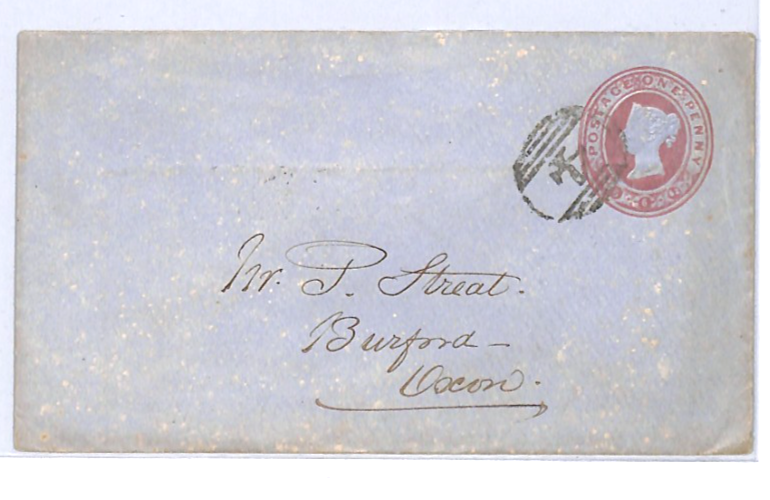 POSTAGE ONE PENNY
Mr. P. Streat.
Burford -
Oxon.